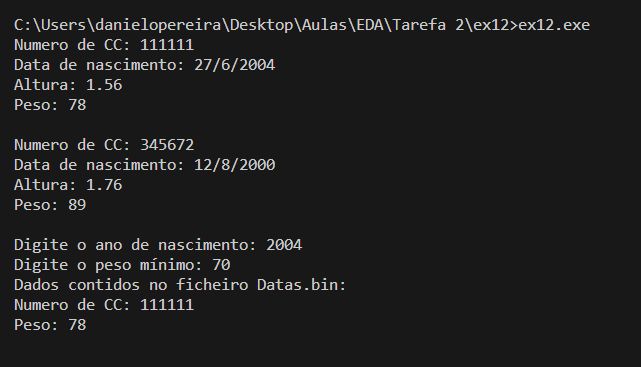 C:\Users\danielopereira\Desktop\Aulas\EDA\Tarefa 2\ex12>ex12.exe
Numero de CC: 111111
Data de nascimento: 27/6/2004
Altura: 1.56
Peso: 78
Numero de CC: 345672
Data de nascimento: 12/8/2000
Altura: 1.76
Peso: 89
Digite o ano de nascimento: 2004
Digite o peso mínimo: 70
Dados contidos no ficheiro Datas.bin:
Numero de CC: 111111
Peso: 78